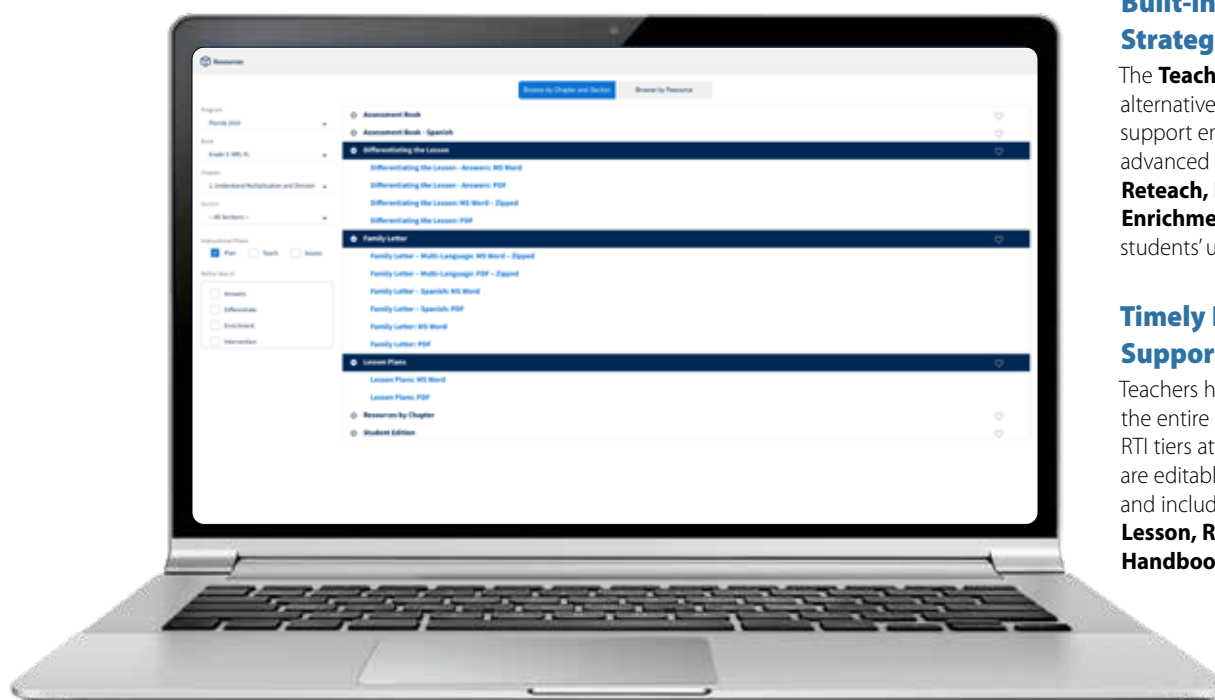 Resources
Browse by Chapter and Section
Browse by Resource
Program
Florida 2020
Book
Grade 3: MRL FL
Chapter
1. Understand Multiplication and Division
Section
--All Sections--
Instructional Phase
Plan
Teach
Assess
Refine Search
Answers
Differentiate
Enrichment
Intervention
Assessment Book
Assessment Book - Spanish
Differentiating the Lesson
Differentiating the Lesson - Answers: MS Word
Differentiating the Lesson - Answers: PDF
Differentiating the Lesson: MS Word - Zipped
Differentiating the Lesson: PDF
Family Letter
Family Letter - Multi-Language: MS Word - Zipped
Family Letter - Multi-Language: PDF - Zipped
Family Letter - Spanish: MS Word
Family Letter - Spanish: PDF
Family Letter: MS Word
Family Letter: PDF
Lesson Plans
Lesson Plans: MS Word
Lesson Plans: PDF
Resources by Chapter
Student Edition
Built-in
Strateg
The Teach
alternative
support e
advanced
Reteach,
Enrichme
students' u
Timely
Suppor
Teachers h
the entire
RTI tiers at
are editabl
and includ
Lesson, R
Handboo